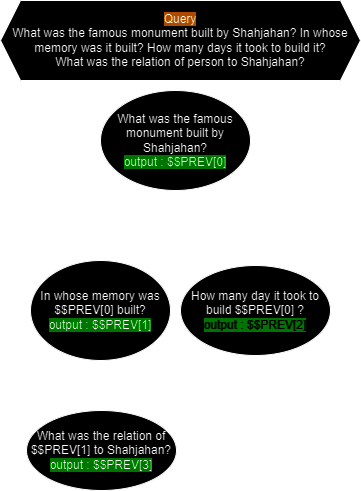 Query
What was the famous monument built by Shahjahan? In whose
memory was it built? How many days it took to build it?
What was the relation of person to Shahjahan?
What was the famous
monument built by
Shahjahan?
output : $$PREV[0]
In whose memory was
$$PREV[0] built?
output : $$PREV[1]
How many day it took to
build $$PREV[0] ?
output : $$PREV[2]
What was the relation of
$$PREV[1] to Shahjahan?
output : $$PREV[3]